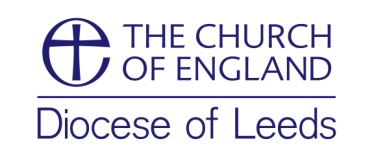 THE CHURCH
OF ENGLAND
Diocese of Leeds